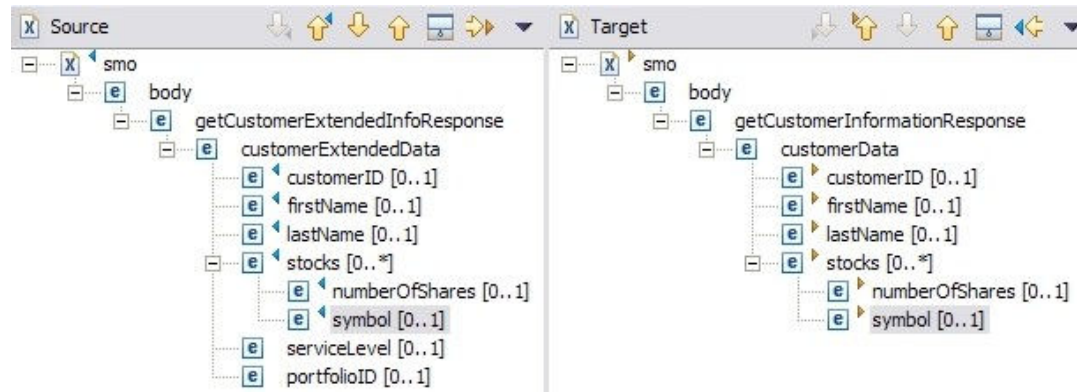 X Source
X smo
e body
e getCustomerExtendedInfoResponse
e customerExtendedData
e customerID [0..1]
e firstName [0..1]
e lastName [0..1]
e stocks [0..*]
e numberOfShares [0..1]
e symbol [0..1]
e serviceLevel [0..1]
e portfolioID [0..1]
X Target
X smo
e body
e getCustomerInformationResponse
e customerData
e customerID [0..1]
e firstName [0..1]
e lastName [0..1]
e stocks [0..*]
e numberOfShares [0..1]
e symbol [0..1]